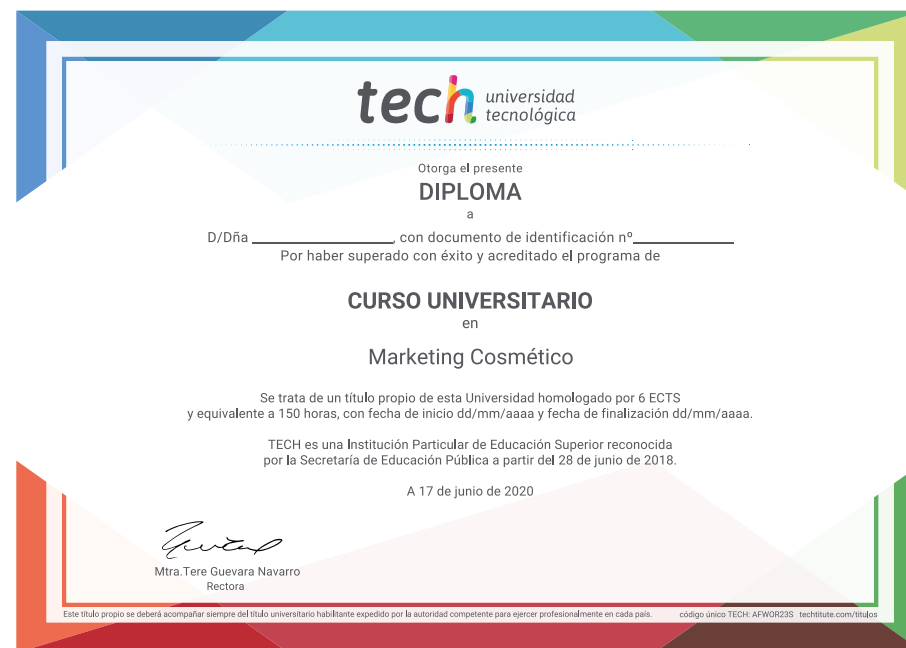 tech universidad
tecnológica
Otorga el presente
DIPLOMA
a
D/Dña ____________________, con documento de identificación nº______________
Por haber superado con éxito y acreditado el programa de
CURSO UNIVERSITARIO
en
Marketing Cosmético
Se trata de un título propio de esta Universidad homologado por 6 ECTS
y equivalente a 150 horas, con fecha de inicio dd/mm/aaaa y fecha de finalización dd/mm/aaaa.
TECH es una Institución Particular de Educación Superior reconocida
por la Secretaría de Educación Pública a partir del 28 de junio de 2018.
A 17 de junio de 2020
Mtra.Tere Guevara Navarro
Rectora
Este título propio se deberá acompañar siempre del título universitario habilitante expedido por la autoridad competente para ejercer profesionalmente en cada país. código único TECH: AFWOR23S techtitute.com/titulos